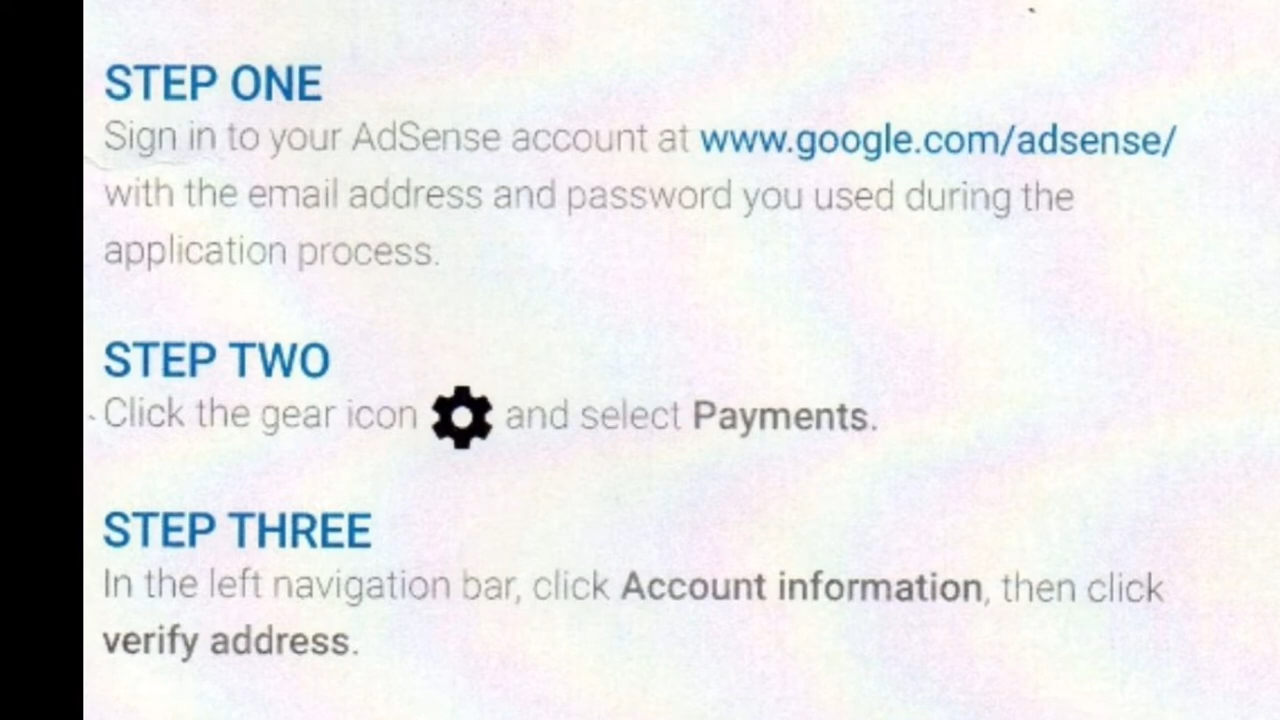 STEP ONE
Sign in to your AdSense account at www.google.com/adsense/
with the email address and password you used during the
application process.
STEP TWO
Click the gear icon and select Payments.
STEP THREE
In the left navigation bar, click Account information, then click
verify address.